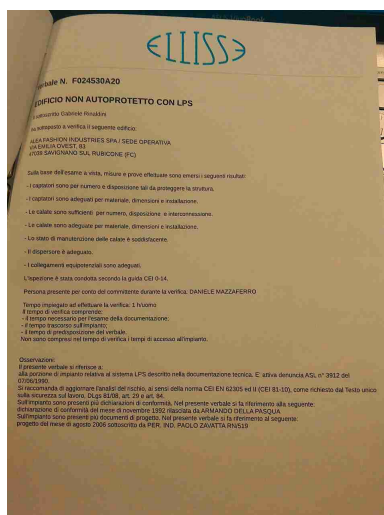 ELLISSE
verbale N. F024530A20
EDIFICIO NON AUTOPROTETTO CON LPS
Il sottoscritto Gabriele Rinaldini
ha sottoposto a verifica il seguente edificio:
ALEA FASHION INDUSTRIES SPA / SEDE OPERATIVA
VIA EMILIA OVEST, 83
47039 SAVIGNANO SUL RUBICONE (FC)
Sulla base dell'esame a vista, misure e prove effettuate sono emersi i seguenti risultati:
- I captatori sono per numero e disposizione tali da proteggere la struttura.
- I captatori sono adeguati per materiale, dimensioni e installazione.
- Le calate sono sufficienti per numero, disposizione e interconnessione.
- Le calate sono adeguate per materiale, dimensioni e installazione.
- Lo stato di manutenzione delle calate è soddisfacente.
- Il dispersore è adeguato.
- I collegamenti equipotenziali sono adeguati.
L'ispezione è stata condotta secondo la guida CEI 0-14.
Persona presente per conto del committente durante la verifica, DANIELE MAZZAFERRO
Tempo impiegato ad effettuare la verifica: 1 h/uomo
Il tempo di verifica comprende:
- il tempo necessario per l'esame della documentazione;
- il tempo trascorso sull'impianto;
- il tempo di predisposizione del verbale.
Non sono compresi nel tempo di verifica i tempi di accesso all'impianto.
Osservazioni:
Il presente verbale si riferisce a:
alla porzione di impianto relativa al sistema LPS descritto nella documentazione tecnica. E' attiva denuncia ASL n° 3912 del
07/06/1990.
Si raccomanda di aggiornare l'analisi del rischio, ai sensi della norma CEI EN 62305 ed II (CEI 81-10), come richiesto dal Testo unico
sulla sicurezza sul lavoro, DLgs 81/08, art. 29 e art. 84.
Sull'impianto sono presenti più dichiarazioni di conformità. Nel presente verbale si fa riferimento alla seguente:
dichiarazione di conformità del mese di novembre 1992 rilasciata da ARMANDO DELLA PASQUA
Sull'impianto sono presenti più documenti di progetto. Nel presente verbale si fa riferimento al seguente:
progetto del mese di agosto 2006 sottoscritto da PER. IND. PAOLO ZAVATTA RN/519